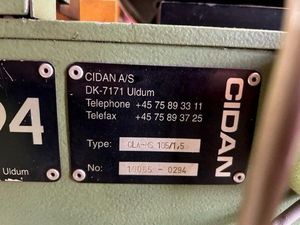 CIDAN A/S
DK-7171 Uldum
Telephone +45 75 89 33 11
Telefax +45 75 89 37 25
Type:
No: - 0294
CIDAN
94
Uldum